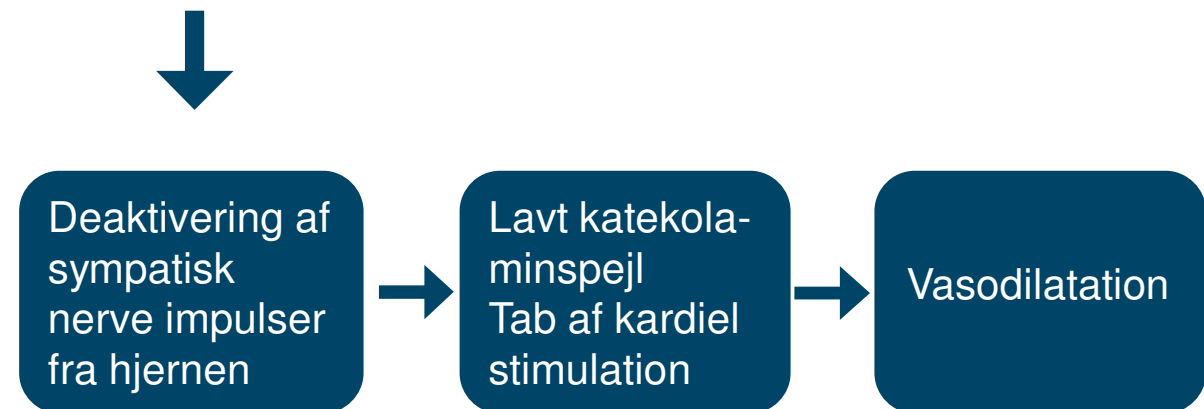 Deaktivering af
sympatisk
nerve impulser
fra hjernen
Lavt katekola-
minspejl
Tab af kardiel
stimulation
Vasodilatation